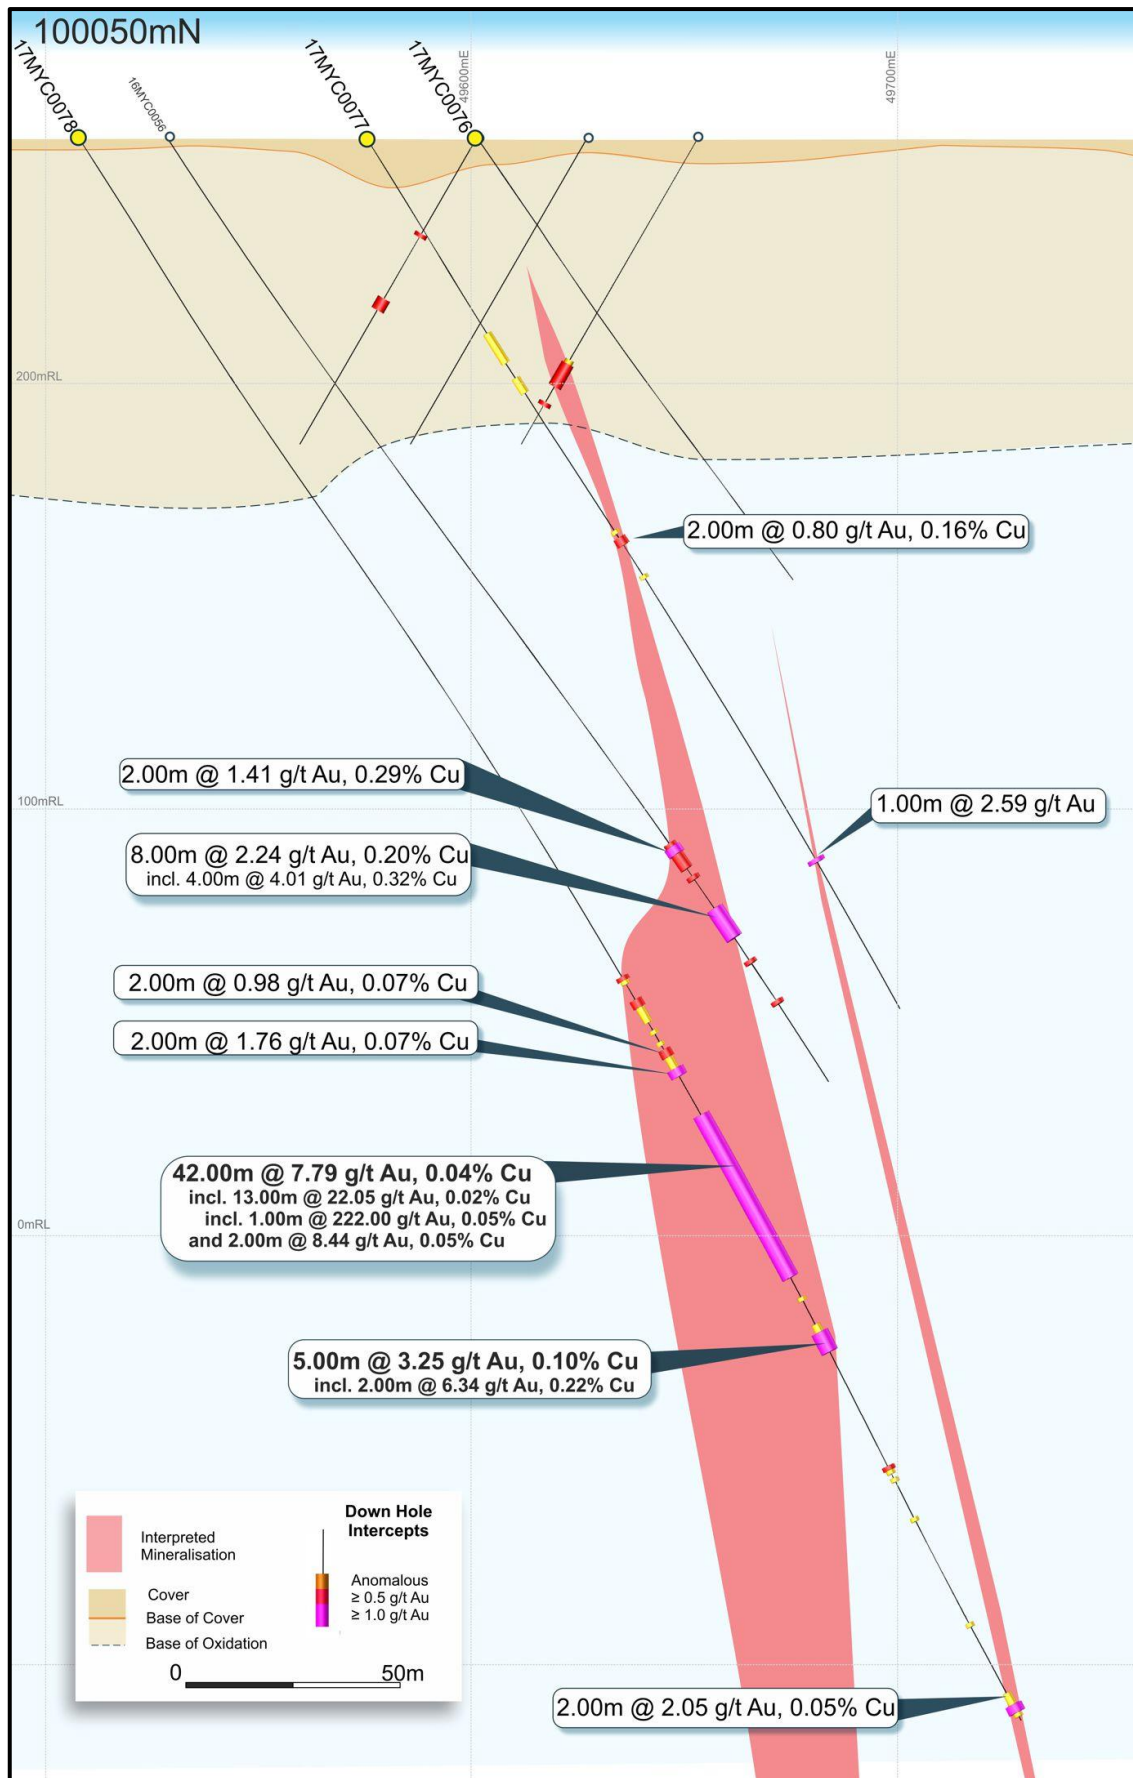 100050mN
17MYC0078
16MYC0056
17MYC0077
17MYC0076
49600mE
49700mE
200mRL
2.00m @ 0.80 g/t Au, 0.16% Cu
2.00m @ 1.41 g/t Au, 0.29% Cu
100mRL
1.00m @ 2.59 g/t Au
8.00m @ 2.24 g/t Au, 0.20% Cu
incl. 4.00m @ 4.01 g/t Au, 0.32% Cu
2.00m @ 0.98 g/t Au, 0.07% Cu
2.00m @ 1.76 g/t Au, 0.07% Cu
42.00m @ 7.79 g/t Au, 0.04% Cu
incl. 13.00m @ 22.05 g/t Au, 0.02% Cu
incl. 1.00m @ 222.00 g/t Au, 0.05% Cu
and 2.00m @ 8.44 g/t Au, 0.05% Cu
0mRL
5.00m @ 3.25 g/t Au, 0.10% Cu
incl. 2.00m @ 6.34 g/t Au, 0.22% Cu
Interpreted
Mineralisation
Cover
Base of Cover
Base of Oxidation
Down Hole
Intercepts
Anomalous
≥ 0.5 g/t Au
≥ 1.0 g/t Au
0 50m
2.00m @ 2.05 g/t Au, 0.05% Cu